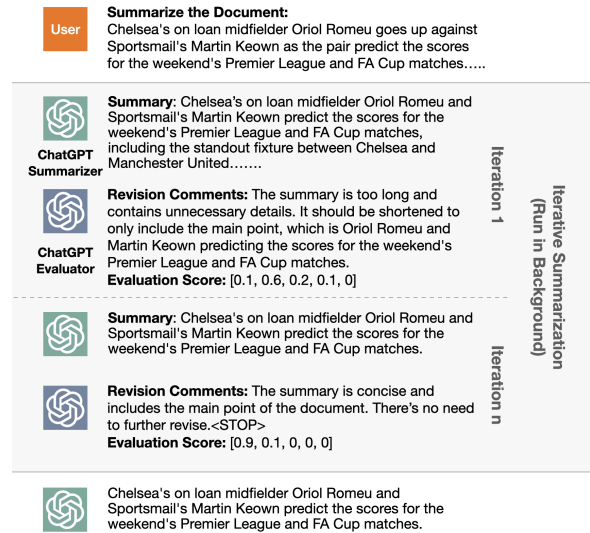 User
Summarize the Document:
Chelsea's on loan midfielder Oriol Romeu goes up against
Sportsmail's Martin Keown as the pair predict the scores
for the weekend's Premier League and FA Cup matches…..
ChatGPT
Summarizer
Summary: Chelsea’s on loan midfielder Oriol Romeu and
Sportsmail's Martin Keown predict the scores for the
weekend's Premier League and FA Cup matches,
including the standout fixture between Chelsea and
Manchester United…….
ChatGPT
Evaluator
Revision Comments: The summary is too long and
contains unnecessary details. It should be shortened to
only include the main point, which is Oriol Romeu and
Martin Keown predicting the scores for the weekend's
Premier League and FA Cup matches.
Evaluation Score: [0.1, 0.6, 0.2, 0.1, 0]
Iteration 1
Summary: Chelsea's on loan midfielder Oriol Romeu and
Sportsmail's Martin Keown predict the scores for the
weekend's Premier League and FA Cup matches.
Revision Comments: The summary is concise and
includes the main point of the document. There’s no need
to further revise.<STOP>
Evaluation Score: [0.9, 0.1, 0, 0, 0]
Iteration n
Iterative Summarization
(Run in Background)
Chelsea's on loan midfielder Oriol Romeu and
Sportsmail's Martin Keown predict the scores for the
weekend's Premier League and FA Cup matches.